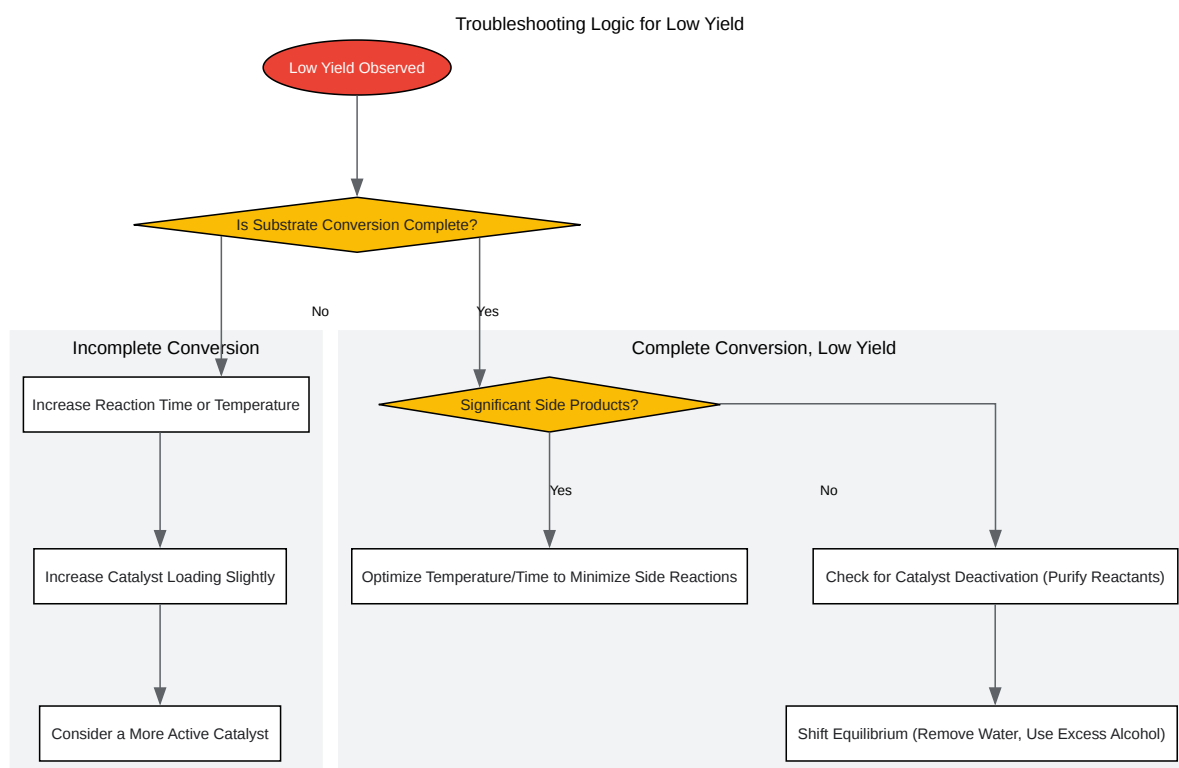 Troubleshooting Logic for Low Yield
Low Yield Observed
Is Substrate Conversion Complete?
No
Yes
Incomplete Conversion
Complete Conversion, Low Yield
Increase Reaction Time or Temperature
Significant Side Products?
Yes
No
Increase Catalyst Loading Slightly
Optimize Temperature/Time to Minimize Side Reactions
Check for Catalyst Deactivation (Purify Reactants)
Consider a More Active Catalyst
Shift Equilibrium (Remove Water, Use Excess Alcohol)